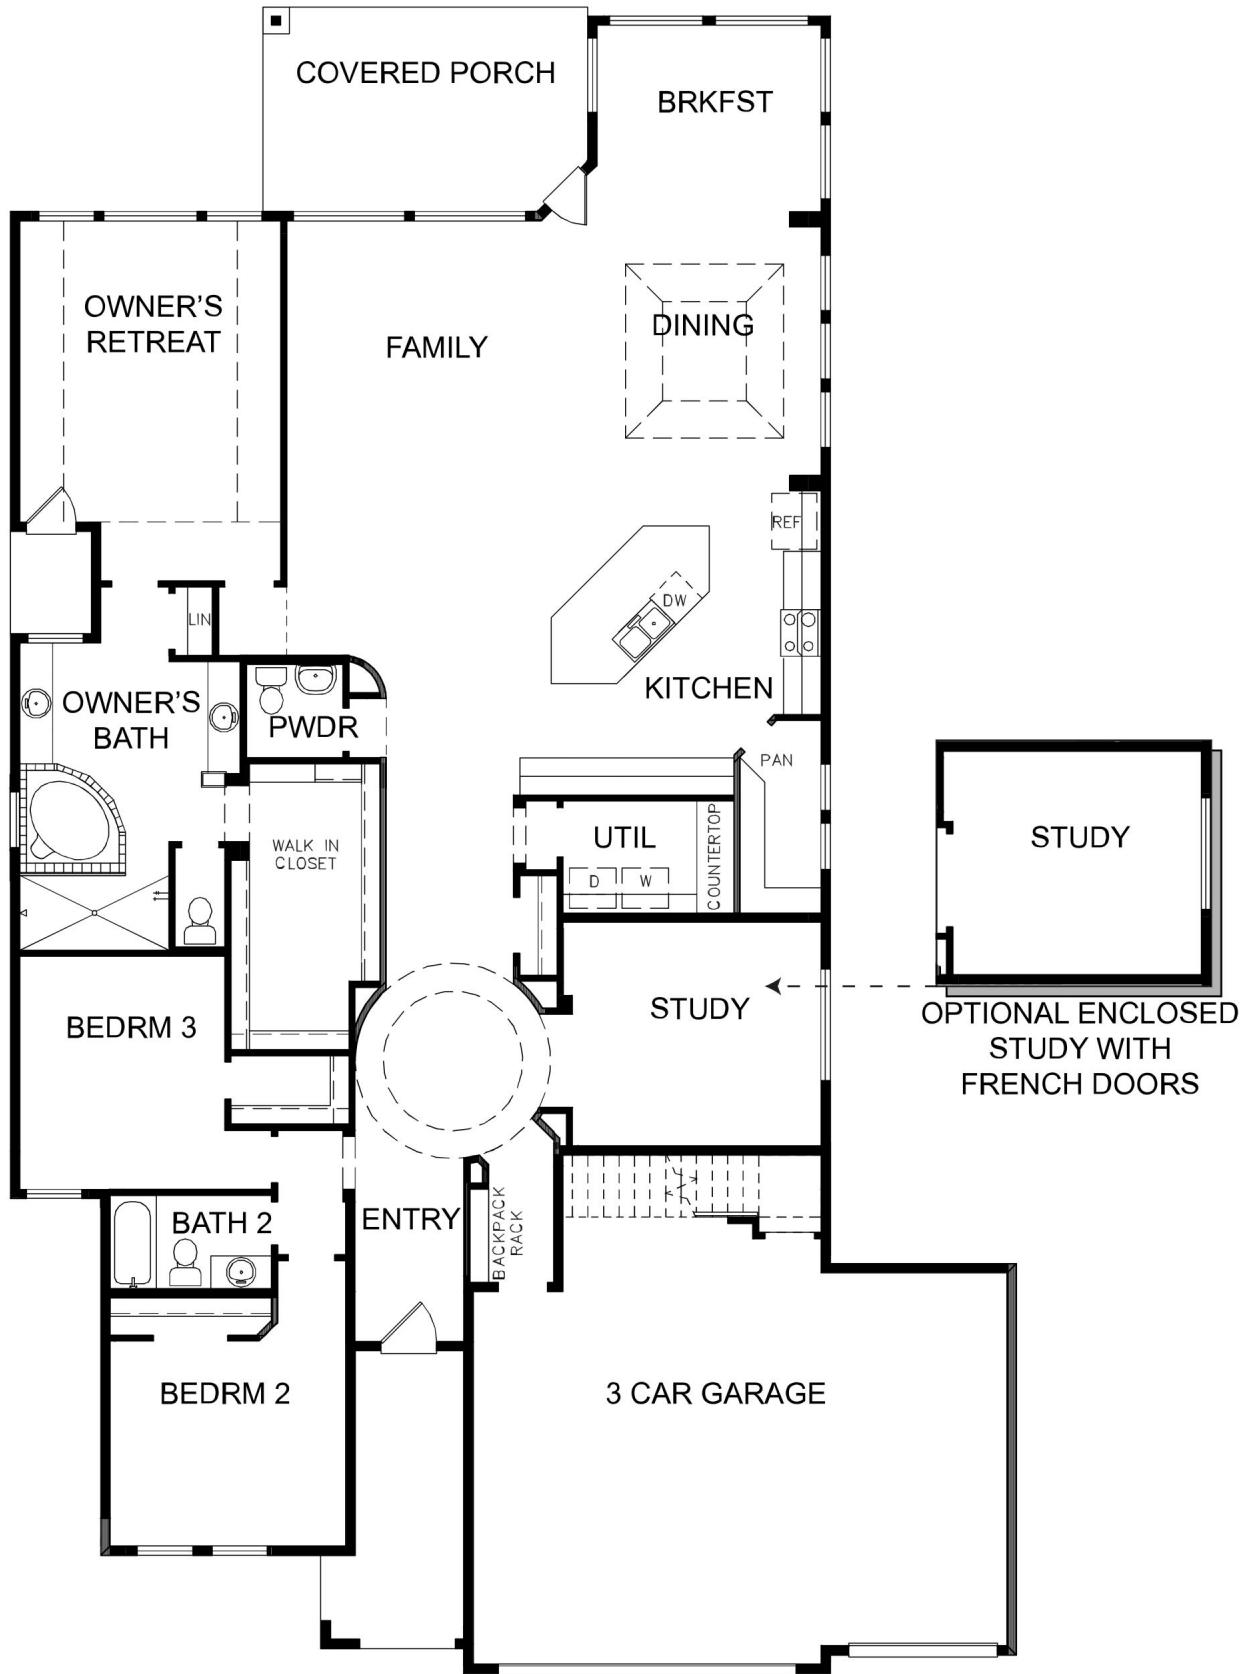 COVERED PORCH
BRKFST
OWNER'S
RETREAT
FAMILY
DINING
REF
DW
LIN
KITCHEN
OWNER'S
BATH
PWDR
PAN
WALK IN
CLOSET
UTIL
COUNTERTOP
D
W
STUDY
BEDRM 3
STUDY
OPTIONAL ENCLOSED
STUDY WITH
FRENCH DOORS
BATH 2
ENTRY
BACKPACK
RACK
BEDRM 2
3 CAR GARAGE